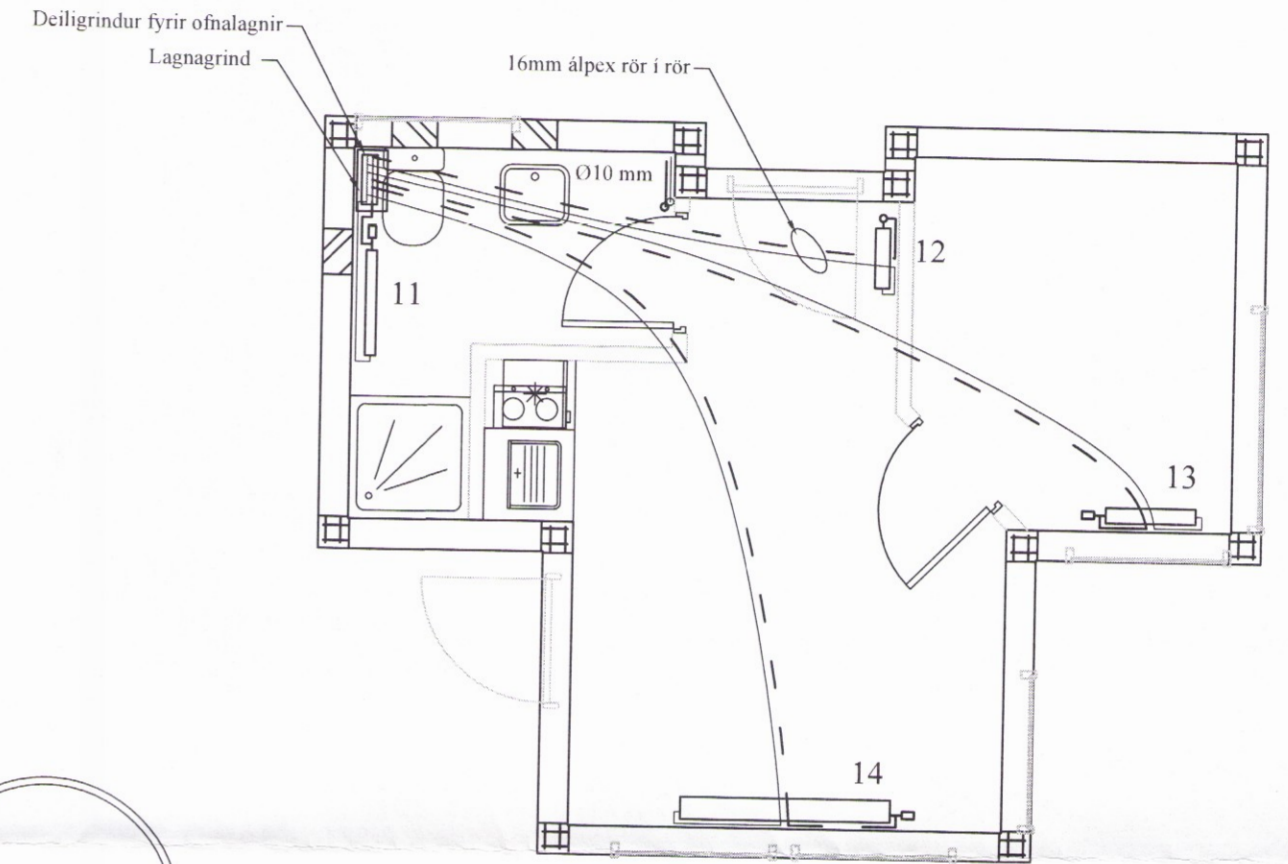 Deiligrindur fyrir ofnalagnir
Lagnagrind
16mm álpex rör í rör
Ø10 mm
11
12
13
14